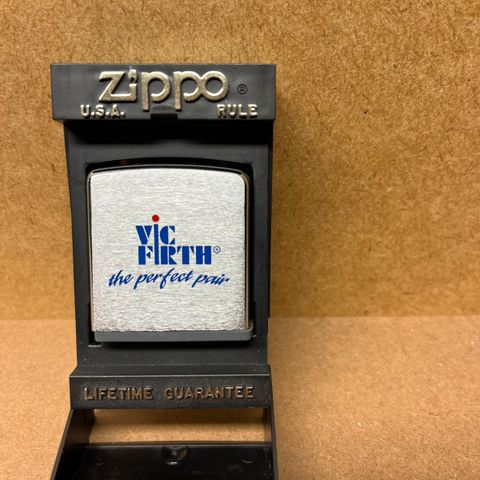 Zippo®
U.S.A. RULE
VIC
FIRTH®
the perfect pair
LIFETIME GUARANTEE